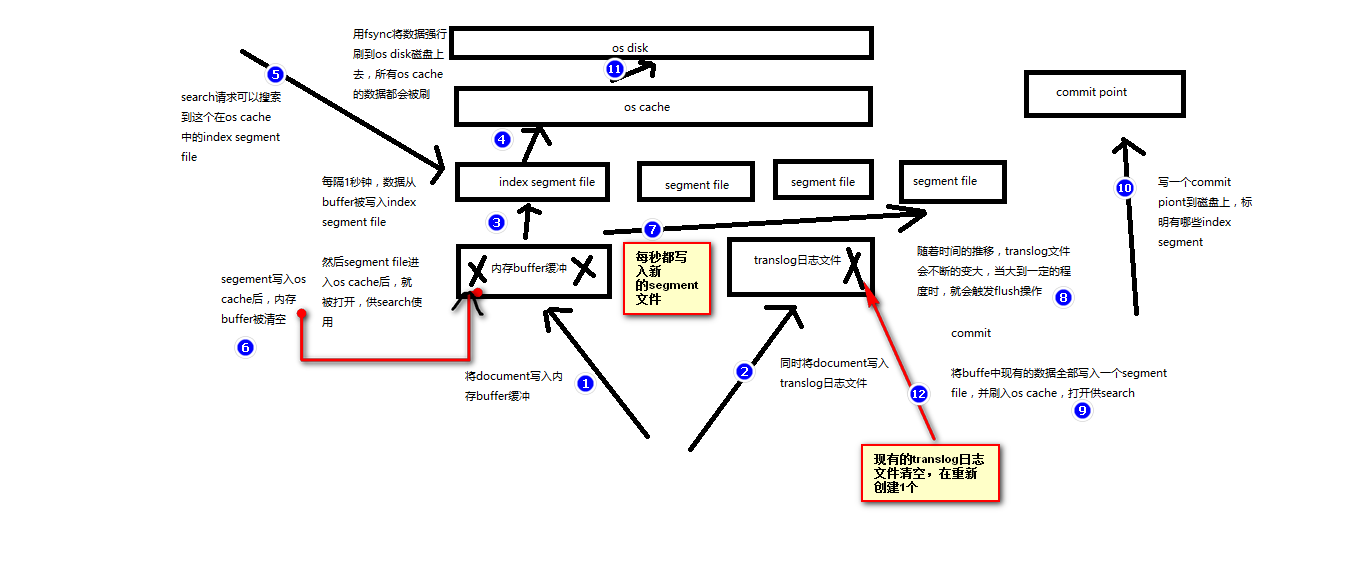 用fsync将数据强行
刷到os disk磁盘上
去，所有os cache
的数据都会被刷
os disk
11
os cache
commit point
5
search请求可以搜索
到这个在os cache
中的index segment
file
4
index segment file
segment file
segment file
segment file
每隔1秒钟，数据从
buffer被写入index
segment file
3
7
10
写一个commit
piont到磁盘上，标
明有哪些index
segment
然后segment file进
入os cache后，就
被打开，供search使
用
segement写入os
cache后，内存
buffer被清空
6
内存buffer缓冲
每秒都写
入新
的segment
文件
translog日志文件
随着时间的推移，translog文件
会不断的变大，当大到一定的程
度时，就会触发flush操作
8
commit
将buffe中现有的数据全部写入一个segment
file，并刷入os cache，打开供search
9
将document写入内
存buffer缓冲
1
2
同时将document写入
translog日志文件
12
现有的translog日志
文件清空，在重新
创建1个